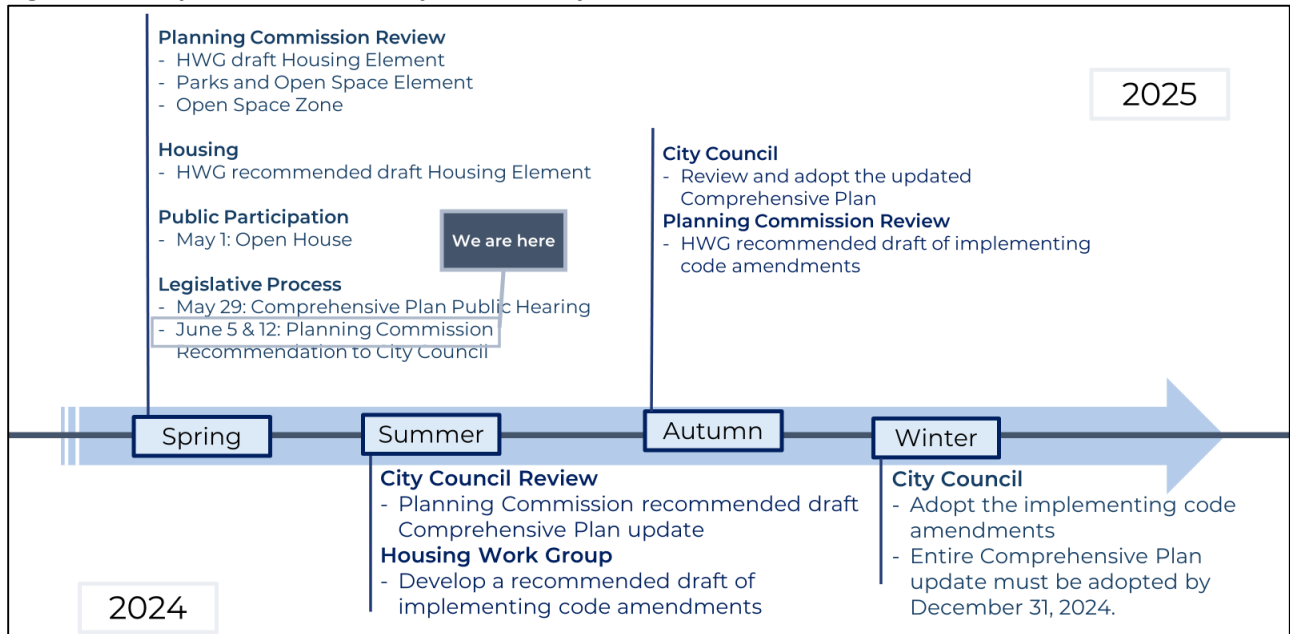 Planning Commission Review
- HWG draft Housing Element
- Parks and Open Space Element
- Open Space Zone
Housing
- HWG recommended draft Housing Element
Public Participation
- May 1: Open House
We are here
Legislative Process
- May 29: Comprehensive Plan Public Hearing
- June 5 & 12: Planning Commission
Recommendation to City Council
2025
City Council
- Review and adopt the updated
Comprehensive Plan
Planning Commission Review
- HWG recommended draft of implementing
code amendments
Spring
Summer
Autumn
Winter
City Council Review
- Planning Commission recommended draft
Comprehensive Plan update
Housing Work Group
- Develop a recommended draft of
implementing code amendments
City Council
- Adopt the implementing code
amendments
- Entire Comprehensive Plan
update must be adopted by
December 31, 2024.
2024